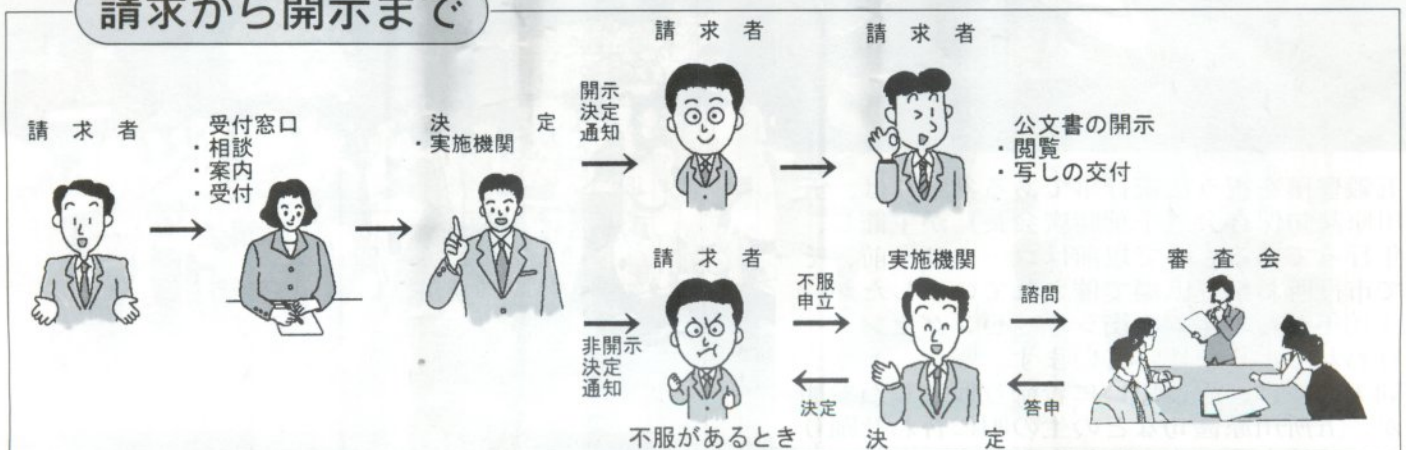 請求から開示まで
請求者
受付窓口
・相談
・案内
・受付
決定
・実施機関
開示
決定
通知
請求者
請求者
公文書の開示
・閲覧
・写しの交付
非開示
決定
通知
請求者
不服があるとき
不服
申立
決定
実施機関
決定
諮問
答申
審査会